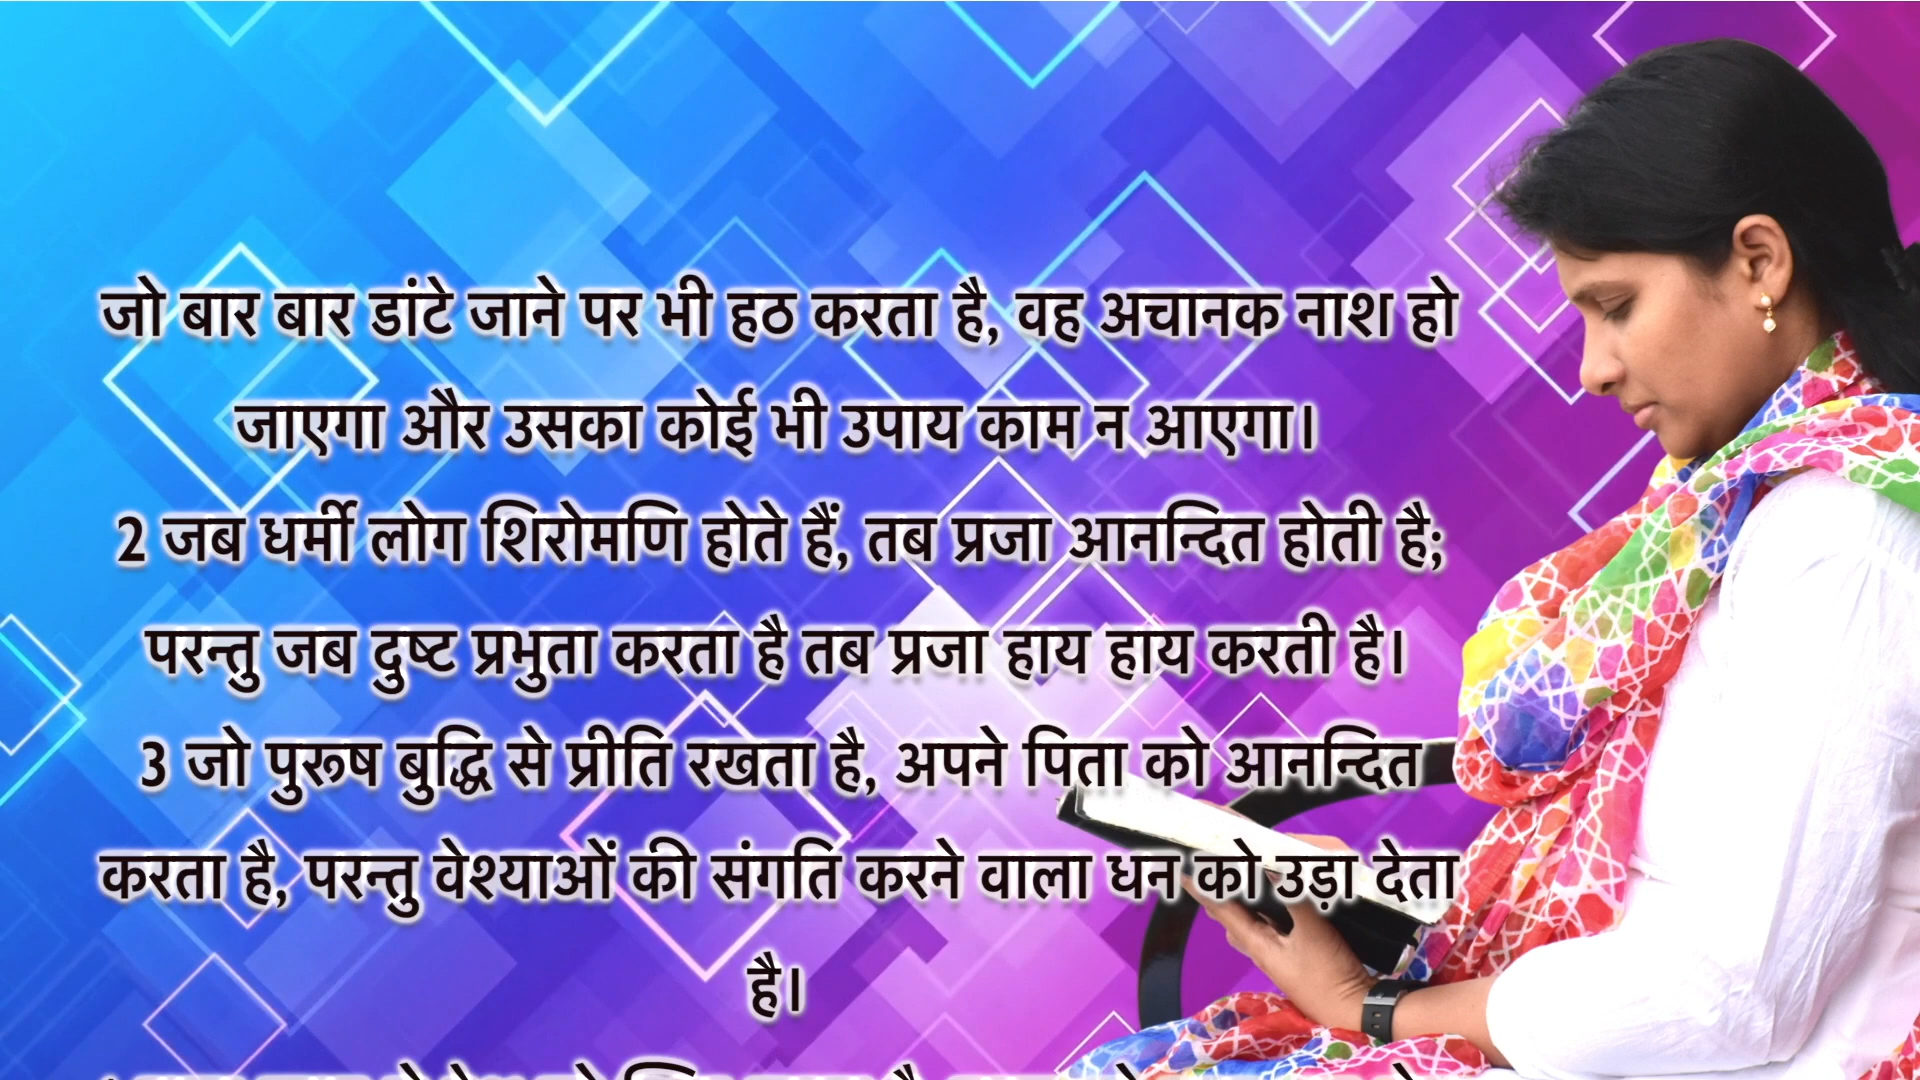 जो बार बार डांटे जाने पर भी हठ करता है, वह अचानक नाश हो
जाएगा और उसका कोई भी उपाय काम न आएगा।
2 जब धर्मी लोग शिरोमणि होते हैं, तब प्रजा आनन्दित होती है;
परन्तु जब दुष्ट प्रभुता करता है तब प्रजा हाय हाय करती है।
3 जो पुरूष बुद्धि से प्रीति रखता है, अपने पिता को आनन्दित
करता है, परन्तु वेश्याओं की संगति करने वाला धन को उड़ा देता
है।